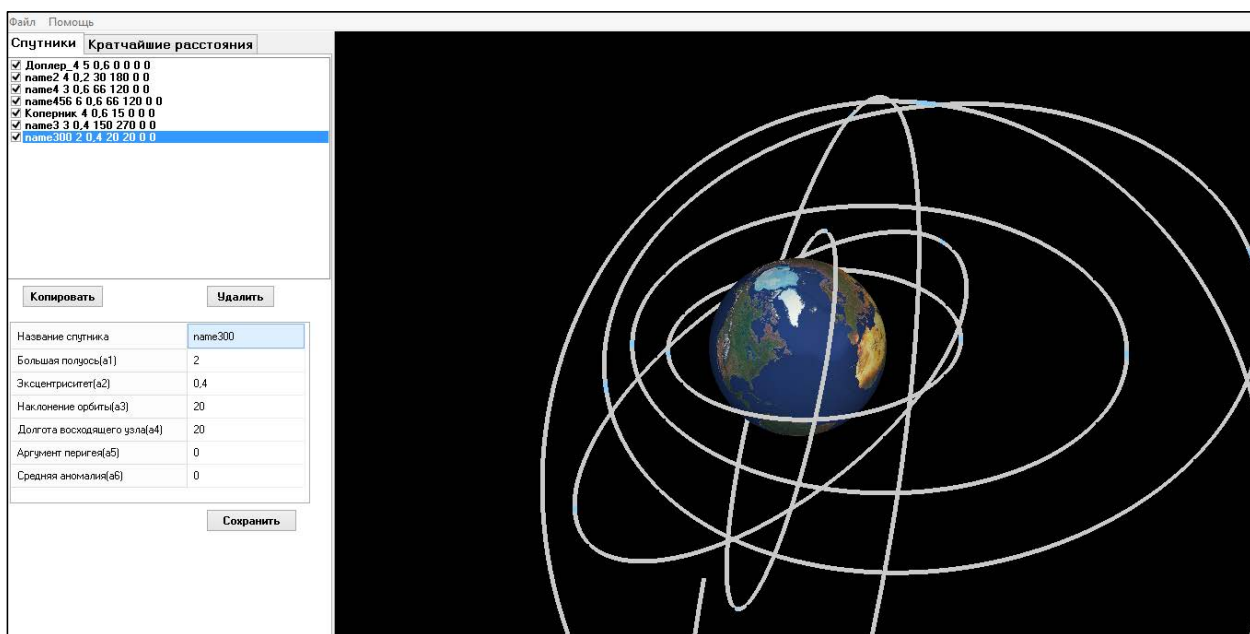 Файл Помощь
Спутники Кратчайшие расстояния
Доплер_4 5 0,6 0 0 0 0
name2 4 0,2 30 180 0 0
name4 3 0,6 66 120 0 0
name456 6 0,6 66 120 0 0
Коперник 4 0,6 15 0 0 0
name3 3 0,4 150 270 0 0
name300 2 0,4 20 20 0 0
Копировать Удалить
Название спутника name300
Большая полуось(a1) 2
Эксцентриситет(a2) 0,4
Наклонение орбиты(a3) 20
Долгота восходящего узла(a4) 20
Аргумент перигея(a5) 0
Средняя аномалия(a6) 0
Сохранить